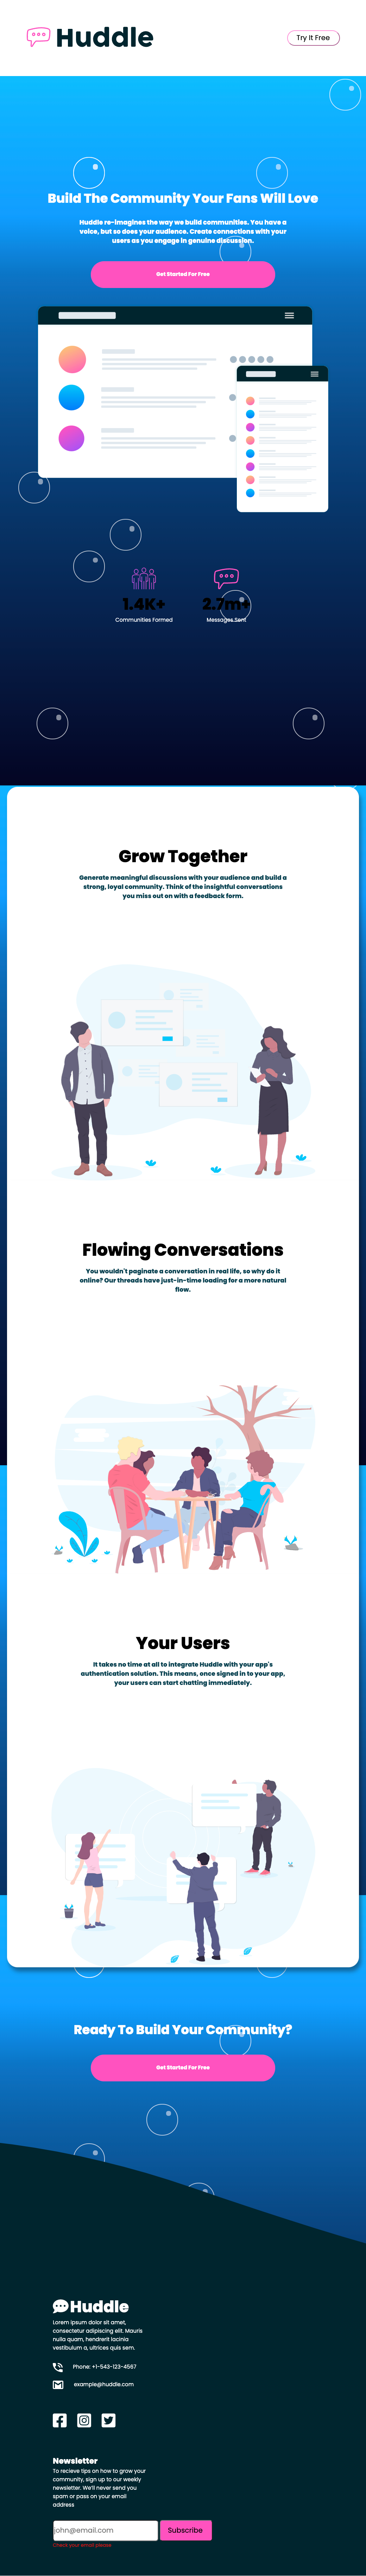 Huddle
Try It Free
Build The Community Your Fans Will Love
Huddle re-imagines the way we build communities. You have a
voice, but so does your audience. Create connections with your
users as you engage in genuine discussion.
Get Started For Free
1.4K+
Communities Formed
2.7m+
Messages Sent
Grow Together
Generate meaningful discussions with your audience and build a
strong, loyal community. Think of the insightful conversations
you miss out on with a feedback form.
Flowing Conversations
You wouldn't paginate a conversation in real life, so why do it
online? Our threads have just-in-time loading for a more natural
flow.
Your Users
It takes no time at all to integrate Huddle with your app's
authentication solution. This means, once signed in to your app,
your users can start chatting immediately.
Ready To Build Your Community?
Get Started For Free
Huddle
Lorem ipsum dolor sit amet,
consectetur adipiscing elit. Mauris
nulla quam, hendrerit lacinia
vestibulum a, ultrices quis sem.
Phone: +1-543-123-4567
example@huddle.com
Newsletter
To recieve tips on how to grow your
community, sign up to our weekly
newsletter. We'll never send you
spam or pass on your email
address
john@email.com
Subscribe
Check your email please